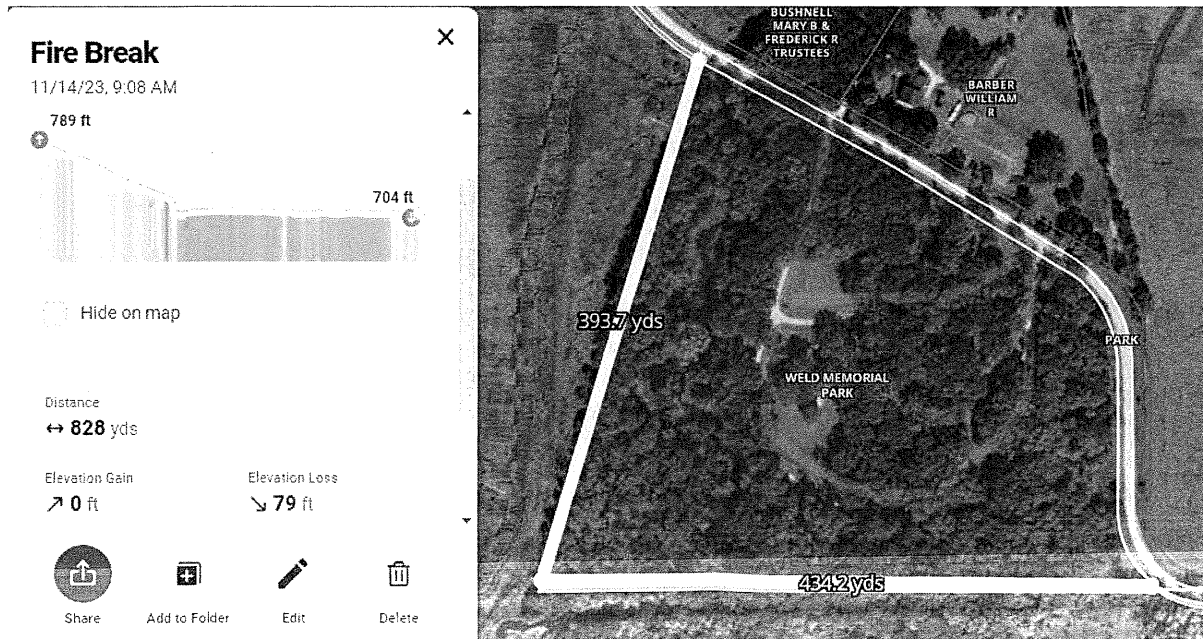 Fire Break
11/14/23, 9:08 AM
789 ft
704 ft
Hide on map
Distance
↔ 828 yds
Elevation Gain
Elevation Loss
↗ 0 ft
↘ 79 ft
Share
Add to Folder
Edit
Delete
BUSHNELL
MARY B &
FREDERICK R
TRUSTEES
BARBER
WILLIAM
R
393.7 yds
PARK
WELD MEMORIAL
PARK
434.2 yds